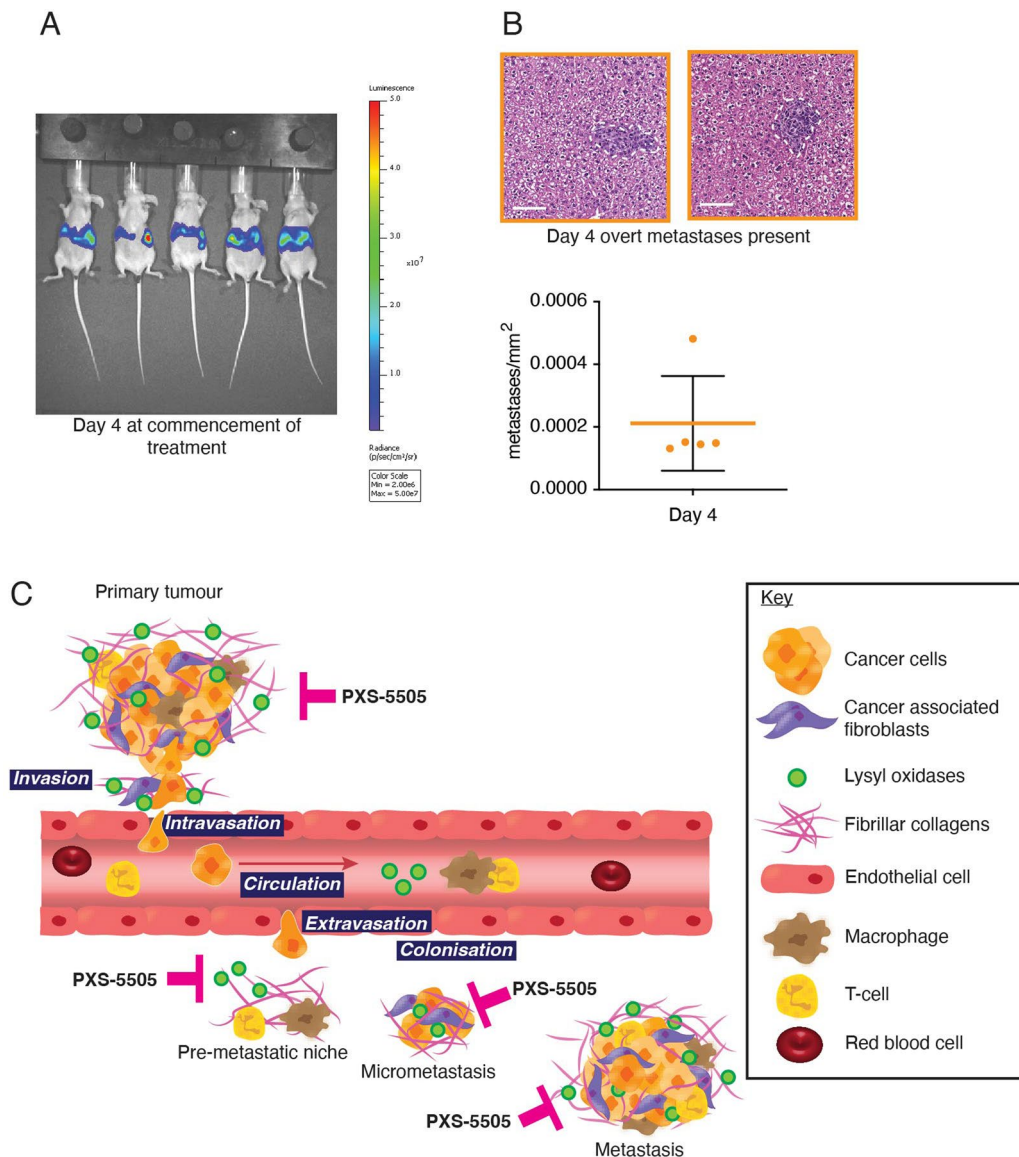 A
Luminescence
5.0
4.0
3.0
×10⁷
2.0
1.0
Radiance
(p/sec/cm²/sr)
Color Scale
Min = 2.00e6
Max = 5.00e7
Day 4 at commencement of
treatment
B
Day 4 overt metastases present
metastases/mm²
0.0006
0.0004
0.0002
0.0000
Day 4
C
Primary tumour
PXS-5505
Invasion
Intravasation
Circulation
Extravasation
Colonisation
PXS-5505
Pre-metastatic niche
PXS-5505
Micrometastasis
PXS-5505
Metastasis
Key
Cancer cells
Cancer associated
fibroblasts
Lysyl oxidases
Fibrillar collagens
Endothelial cell
Macrophage
T-cell
Red blood cell